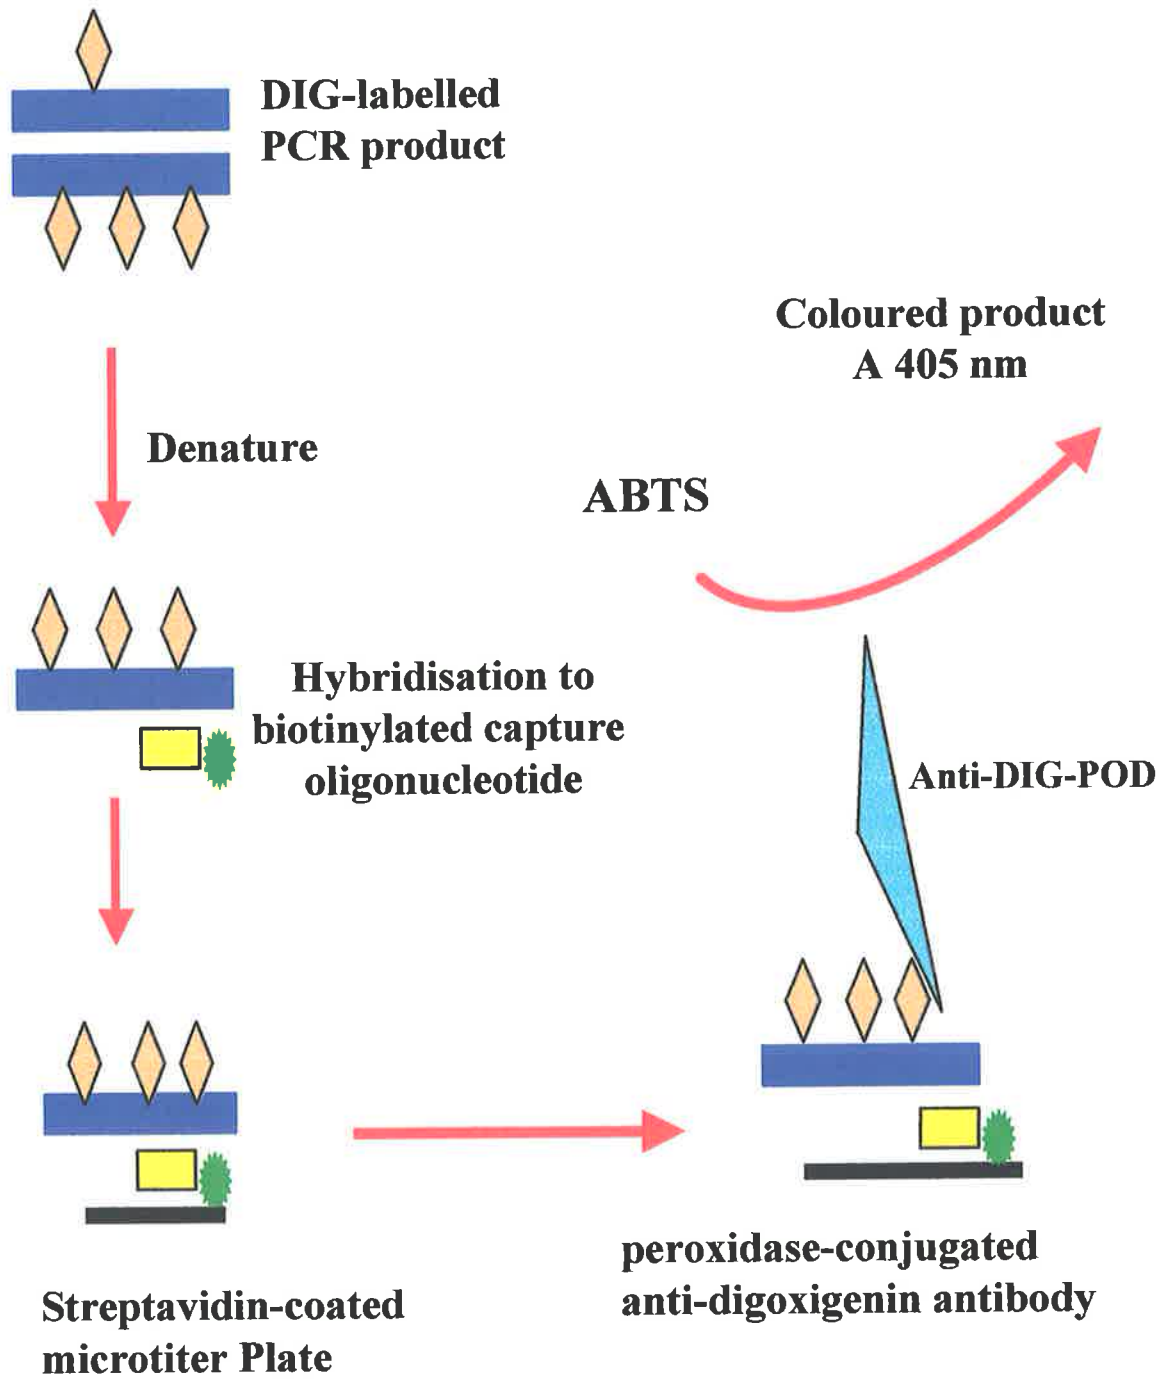 DIG-labelled
PCR product
Denature
Hybridisation to
biotinylated capture
oligonucleotide
Streptavidin-coated
microtiter Plate
peroxidase-conjugated
anti-digoxigenin antibody
Anti-DIG-POD
ABTS
Coloured product
A 405 nm